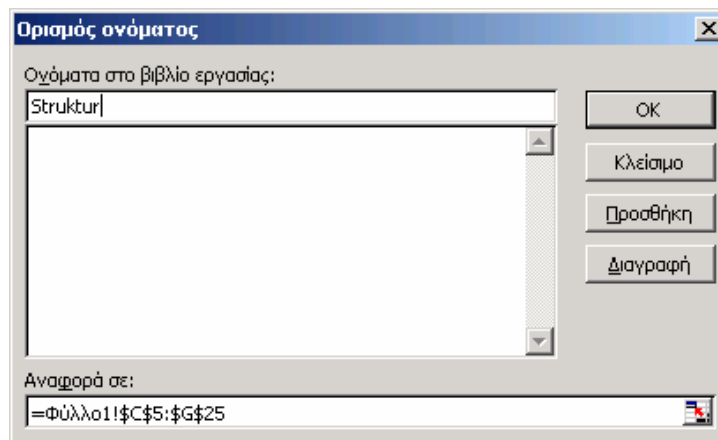 Ορισμός ονόματος
Ονόματα στο βιβλίο εργασίας:
Struktur
OK
Κλείσιμο
Προσθήκη
Διαγραφή
Αναφορά σε:
=Φύλλο1!$C$5:$G$25